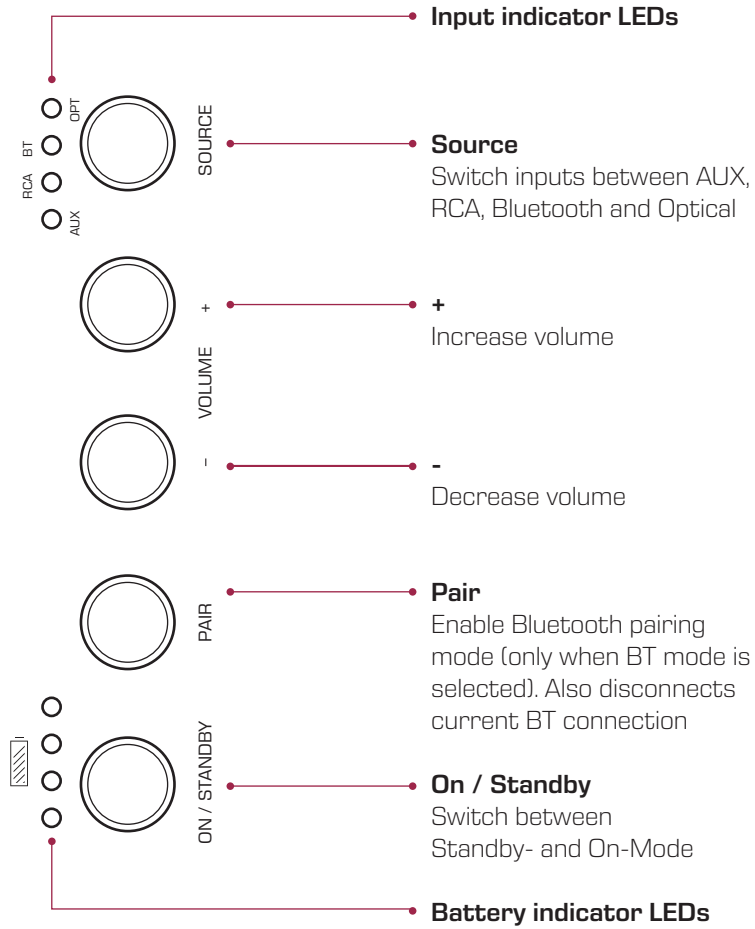 Input indicator LEDs
OPT
BT
RCA
AUX
SOURCE
Source
Switch inputs between AUX,
RCA, Bluetooth and Optical
+
VOLUME
–
+
Increase volume
-
Decrease volume
PAIR
Pair
Enable Bluetooth pairing
mode (only when BT mode is
selected). Also disconnects
current BT connection
ON / STANDBY
On / Standby
Switch between
Standby- and On-Mode
Battery indicator LEDs